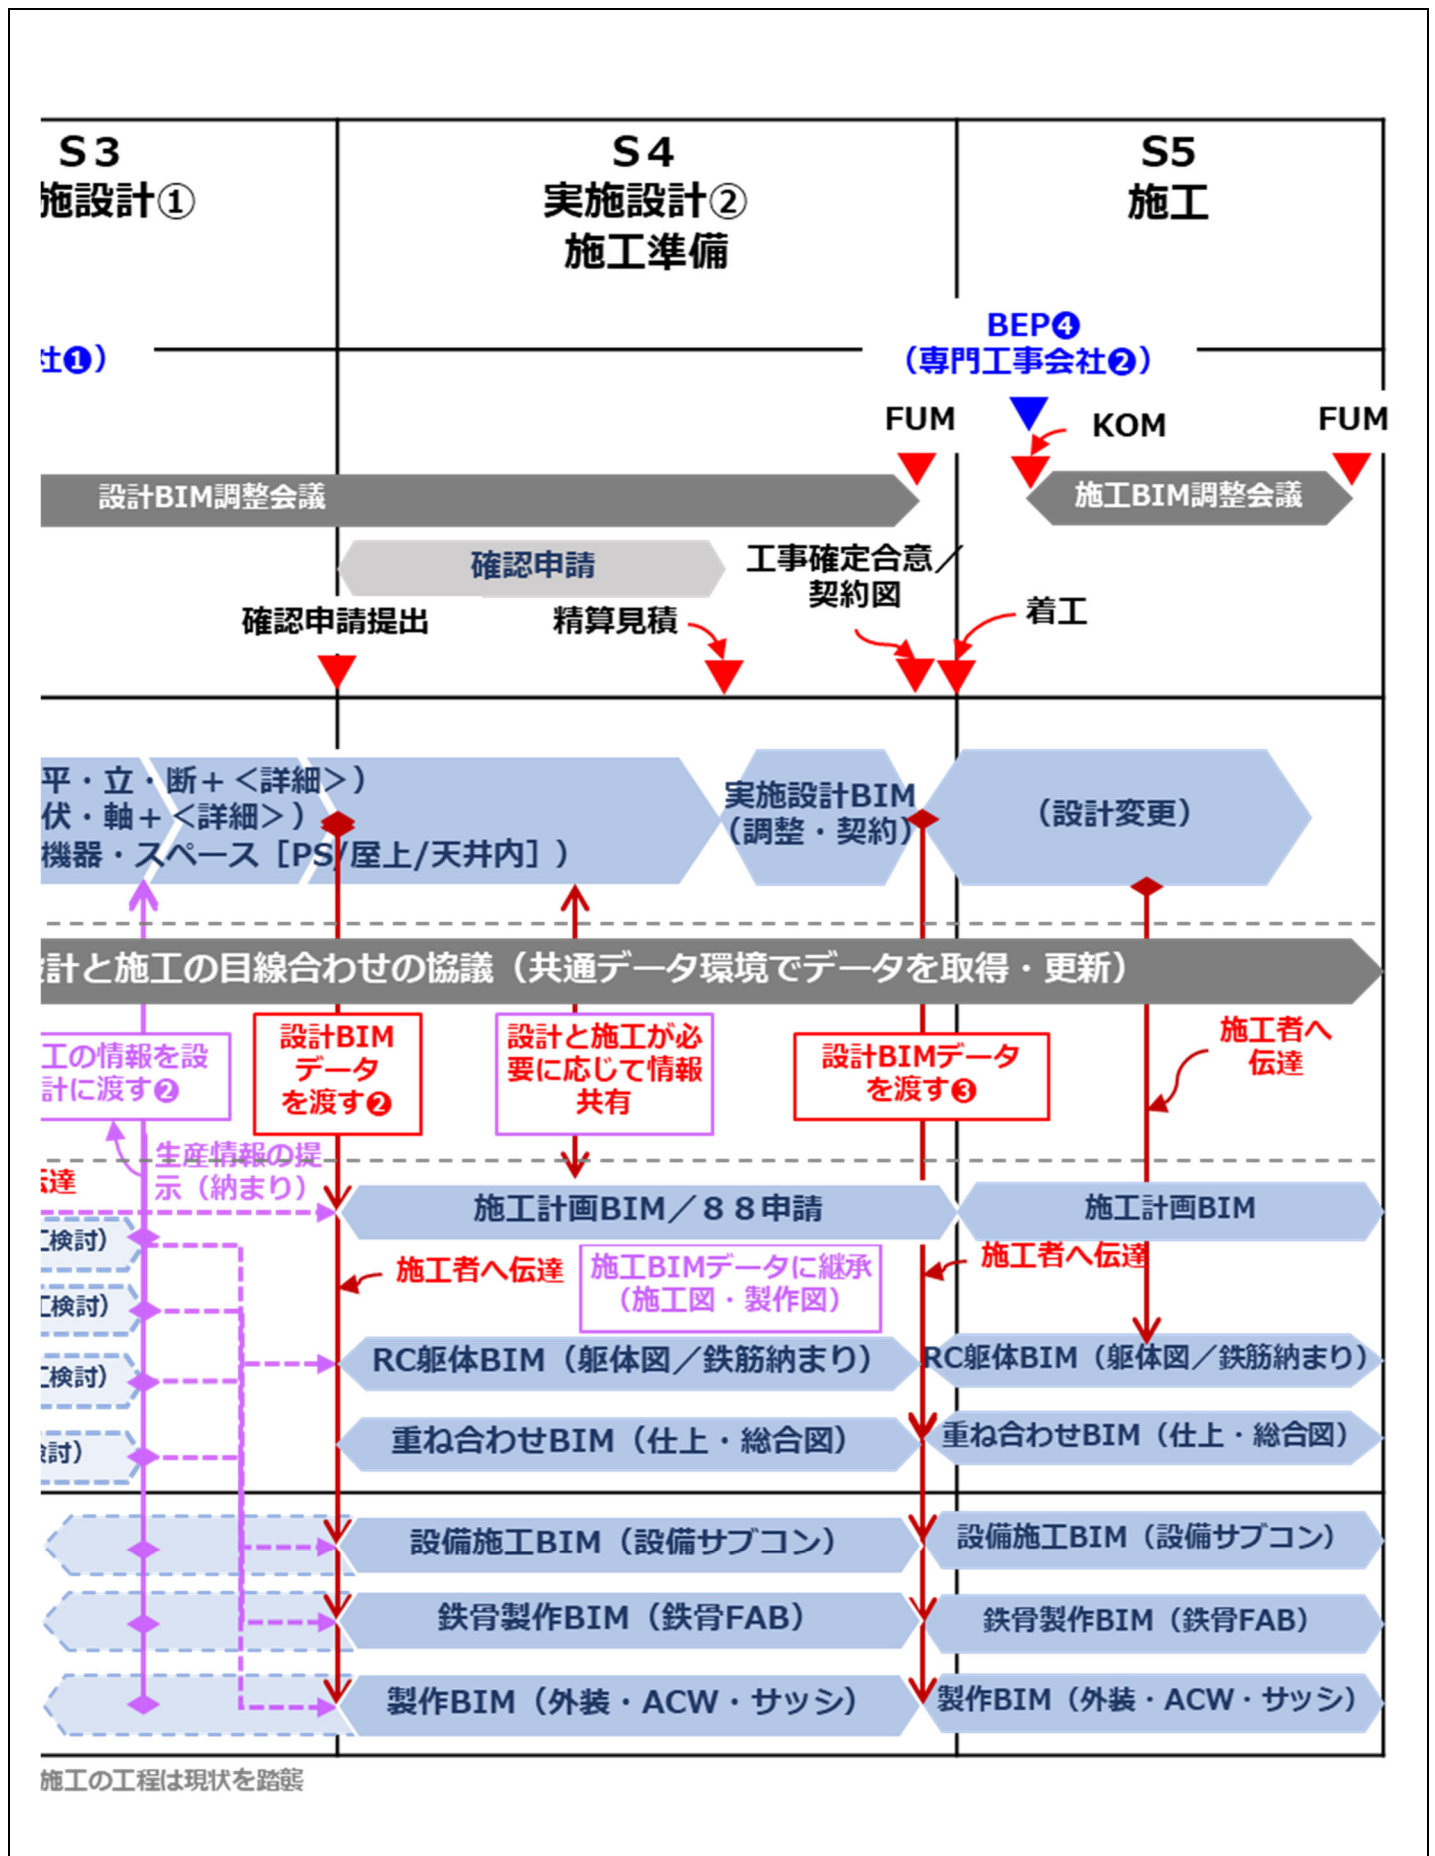 S3
施設計①
S4
実施設計②
施工準備
S5
施工
社❶）
BEP❹
（専門工事会社❷）
FUM
KOM
FUM
設計BIM調整会議
施工BIM調整会議
確認申請
工事確定合意／
契約図
確認申請提出
精算見積
着工
平・立・断＋＜詳細＞）
伏・軸＋＜詳細＞）
機器・スペース［PS/屋上/天井内］）
実施設計BIM
（調整・契約）
（設計変更）
設計と施工の目線合わせの協議（共通データ環境でデータを取得・更新）
工の情報を設
計に渡す❷
設計BIM
データ
を渡す❷
設計と施工が必
要に応じて情報
共有
設計BIMデータ
を渡す❸
施工者へ
伝達
生産情報の提
示（納まり）
伝達
施工計画BIM／８８申請
施工計画BIM
工検討）
施工者へ伝達
施工BIMデータに継承
（施工図・製作図）
施工者へ伝達
工検討）
工検討）
RC躯体BIM（躯体図／鉄筋納まり）
RC躯体BIM（躯体図／鉄筋納まり）
検討）
重ね合わせBIM（仕上・総合図）
重ね合わせBIM（仕上・総合図）
設備施工BIM（設備サブコン）
設備施工BIM（設備サブコン）
鉄骨製作BIM（鉄骨FAB）
鉄骨製作BIM（鉄骨FAB）
製作BIM（外装・ACW・サッシ）
製作BIM（外装・ACW・サッシ）
施工の工程は現状を踏襲